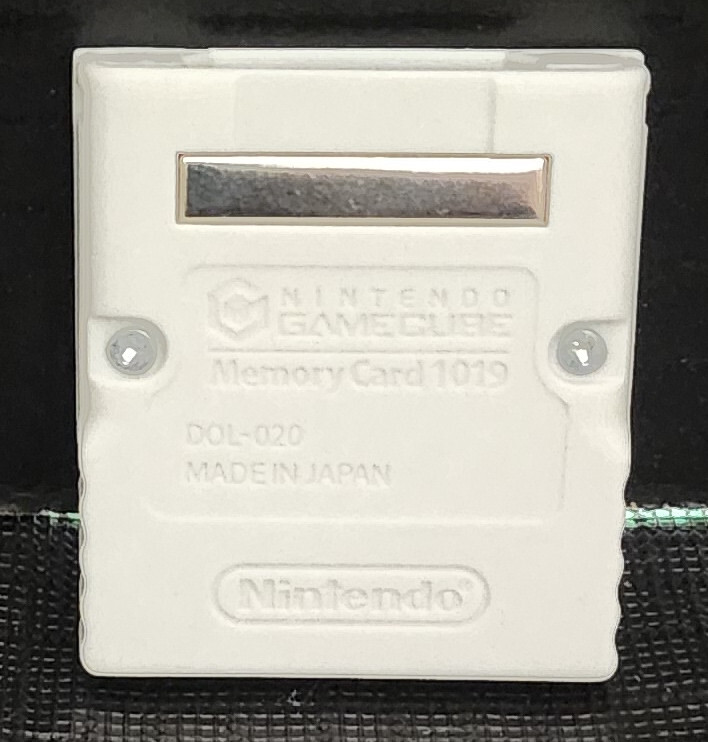 NINTENDO
GAMECUBE
Memory Card 1019
DOL-020
MADE IN JAPAN
Nintendo®